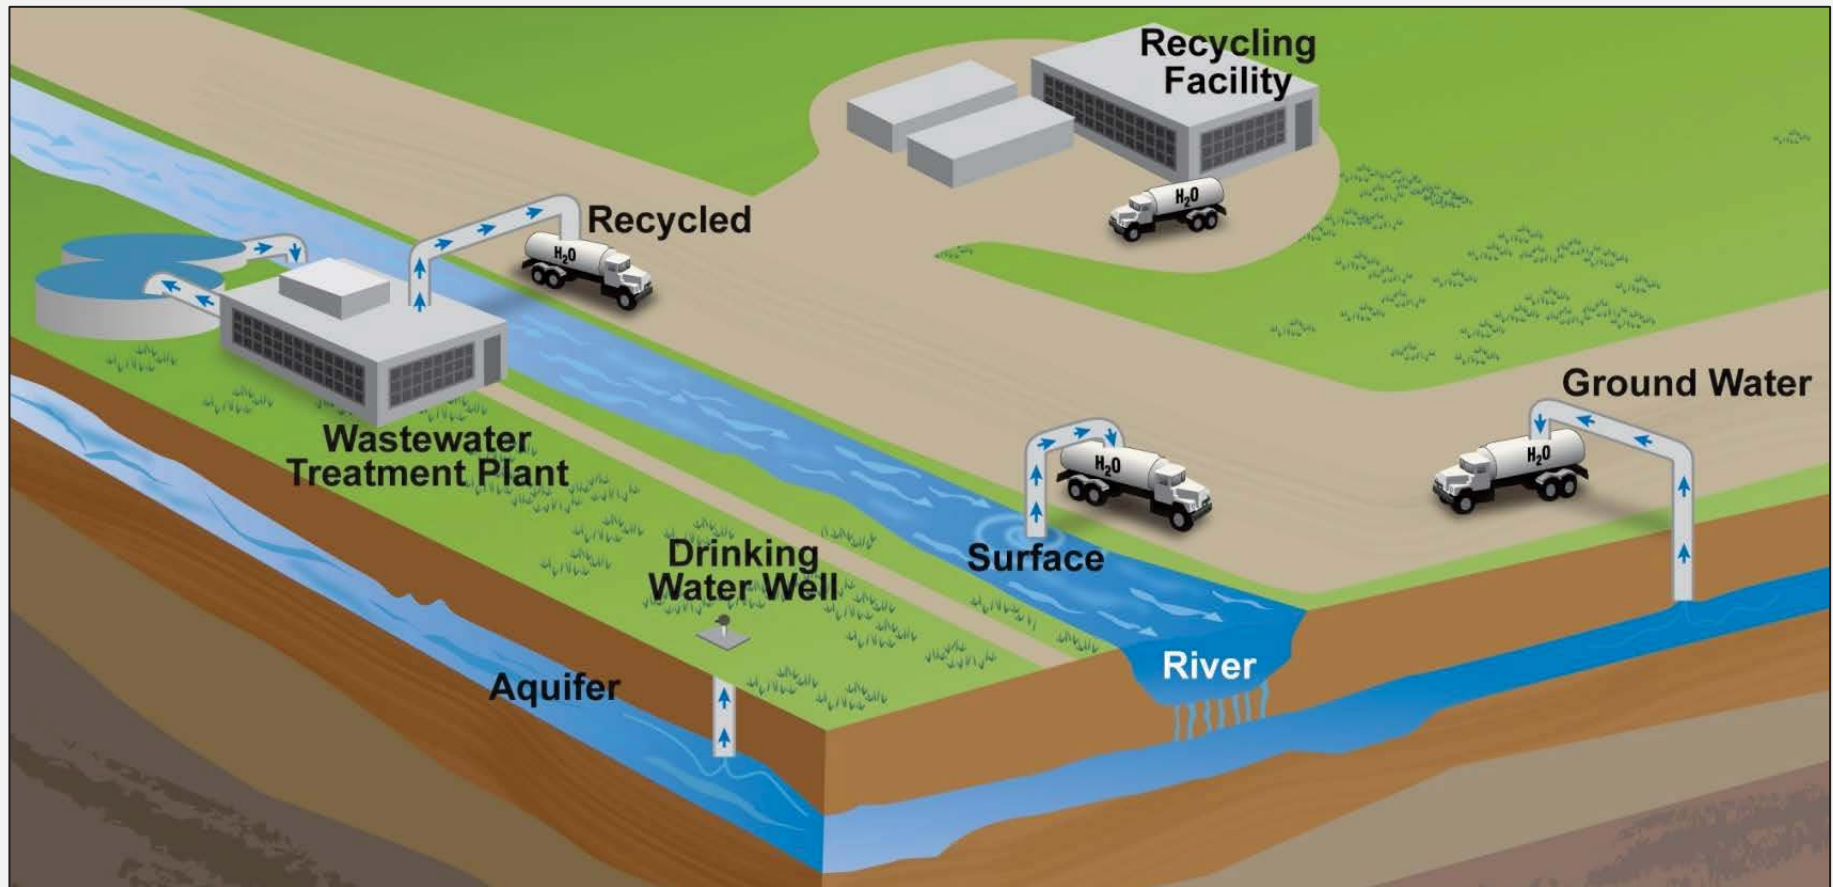 Recycling
Facility
H₂O
Recycled
H₂O
Ground Water
Wastewater
Treatment Plant
H₂O
H₂O
Surface
Drinking
Water Well
River
Aquifer